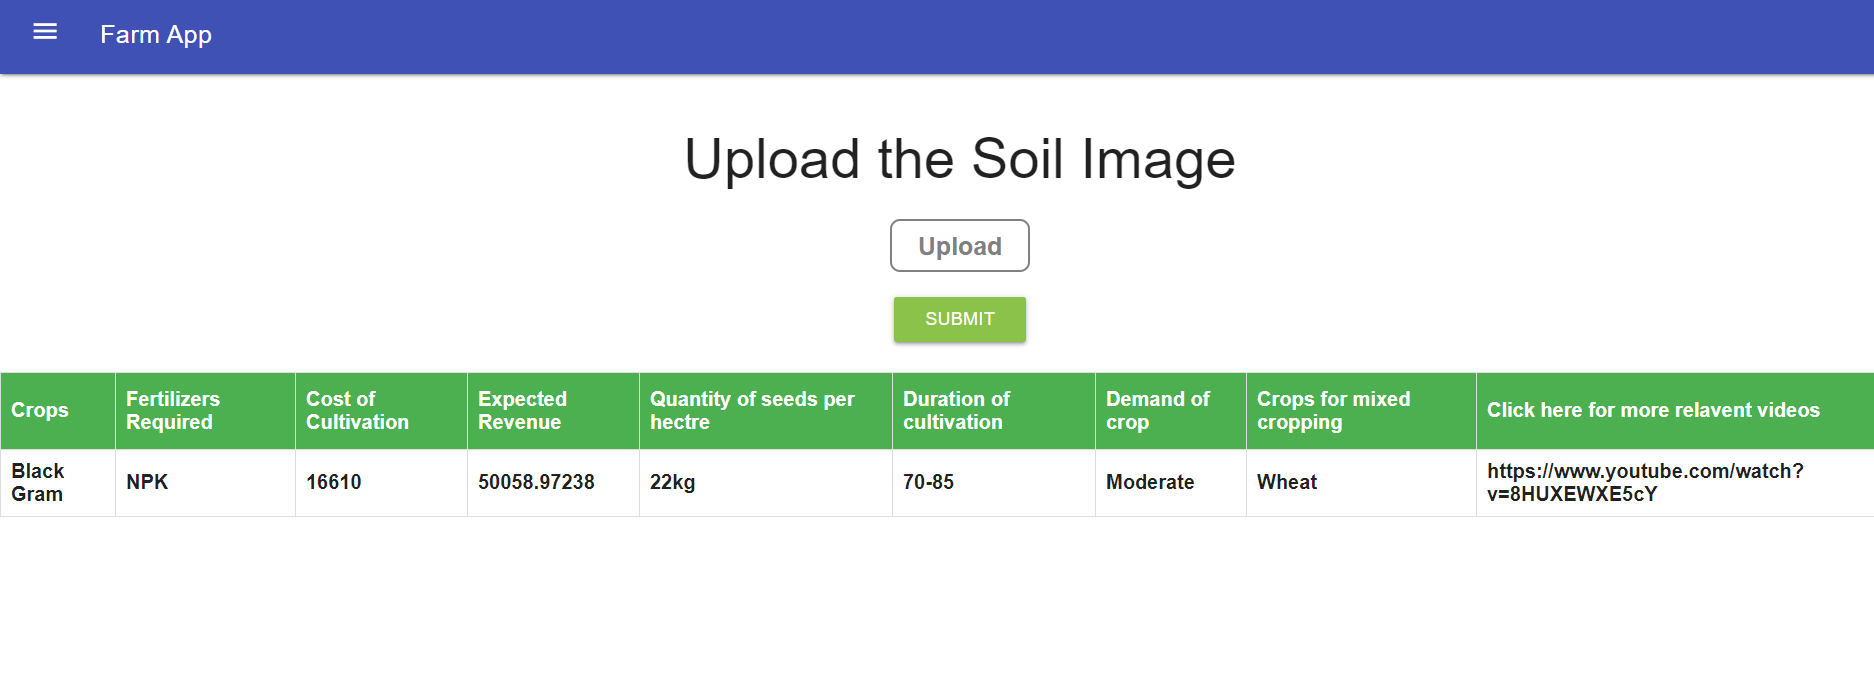 Farm App
Upload the Soil Image
Upload
SUBMIT
Crops
Fertilizers
Required
Cost of
Cultivation
Expected
Revenue
Quantity of seeds per
hectre
Duration of
cultivation
Demand of
crop
Crops for mixed
cropping
Click here for more relavent videos
Black
Gram
NPK
16610
50058.97238
22kg
70-85
Moderate
Wheat
https://www.youtube.com/watch?
v=8HUXEWXE5cY